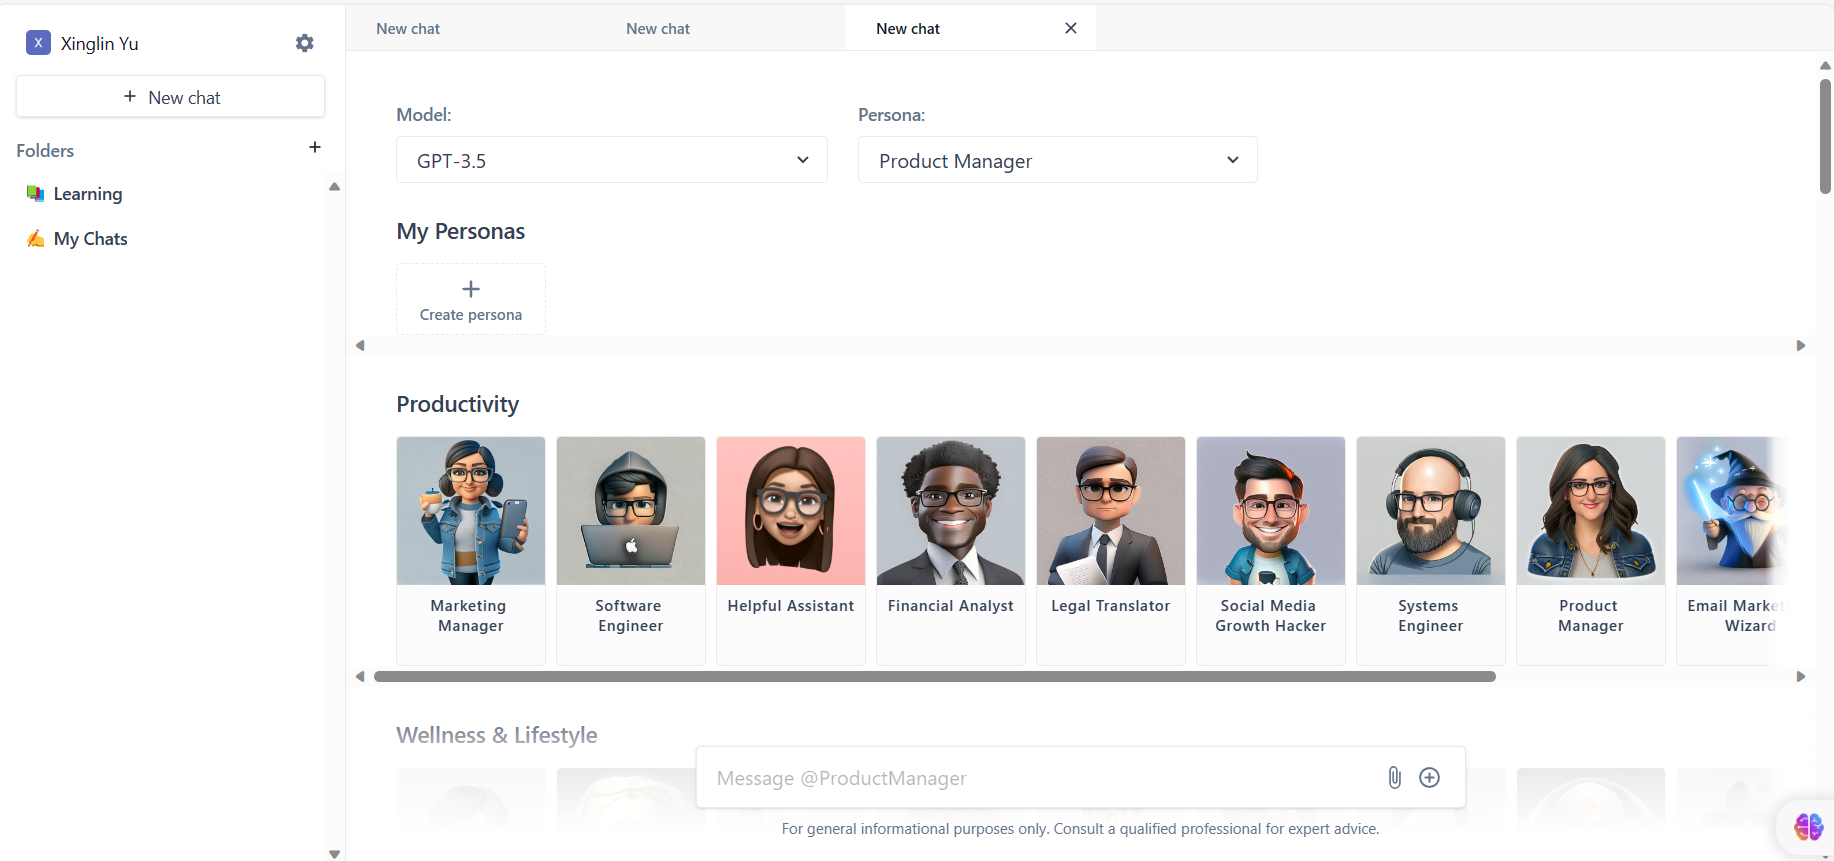 X Xinglin Yu
+ New chat
Folders +
Learning
My Chats
New chat
New chat
New chat
Model:
GPT-3.5
Persona:
Product Manager
My Personas
Create persona
Productivity
Marketing
Manager
Software
Engineer
Helpful Assistant
Financial Analyst
Legal Translator
Social Media
Growth Hacker
Systems
Engineer
Product
Manager
Email Market
Wizard
Wellness & Lifestyle
Message @ProductManager
For general informational purposes only. Consult a qualified professional for expert advice.